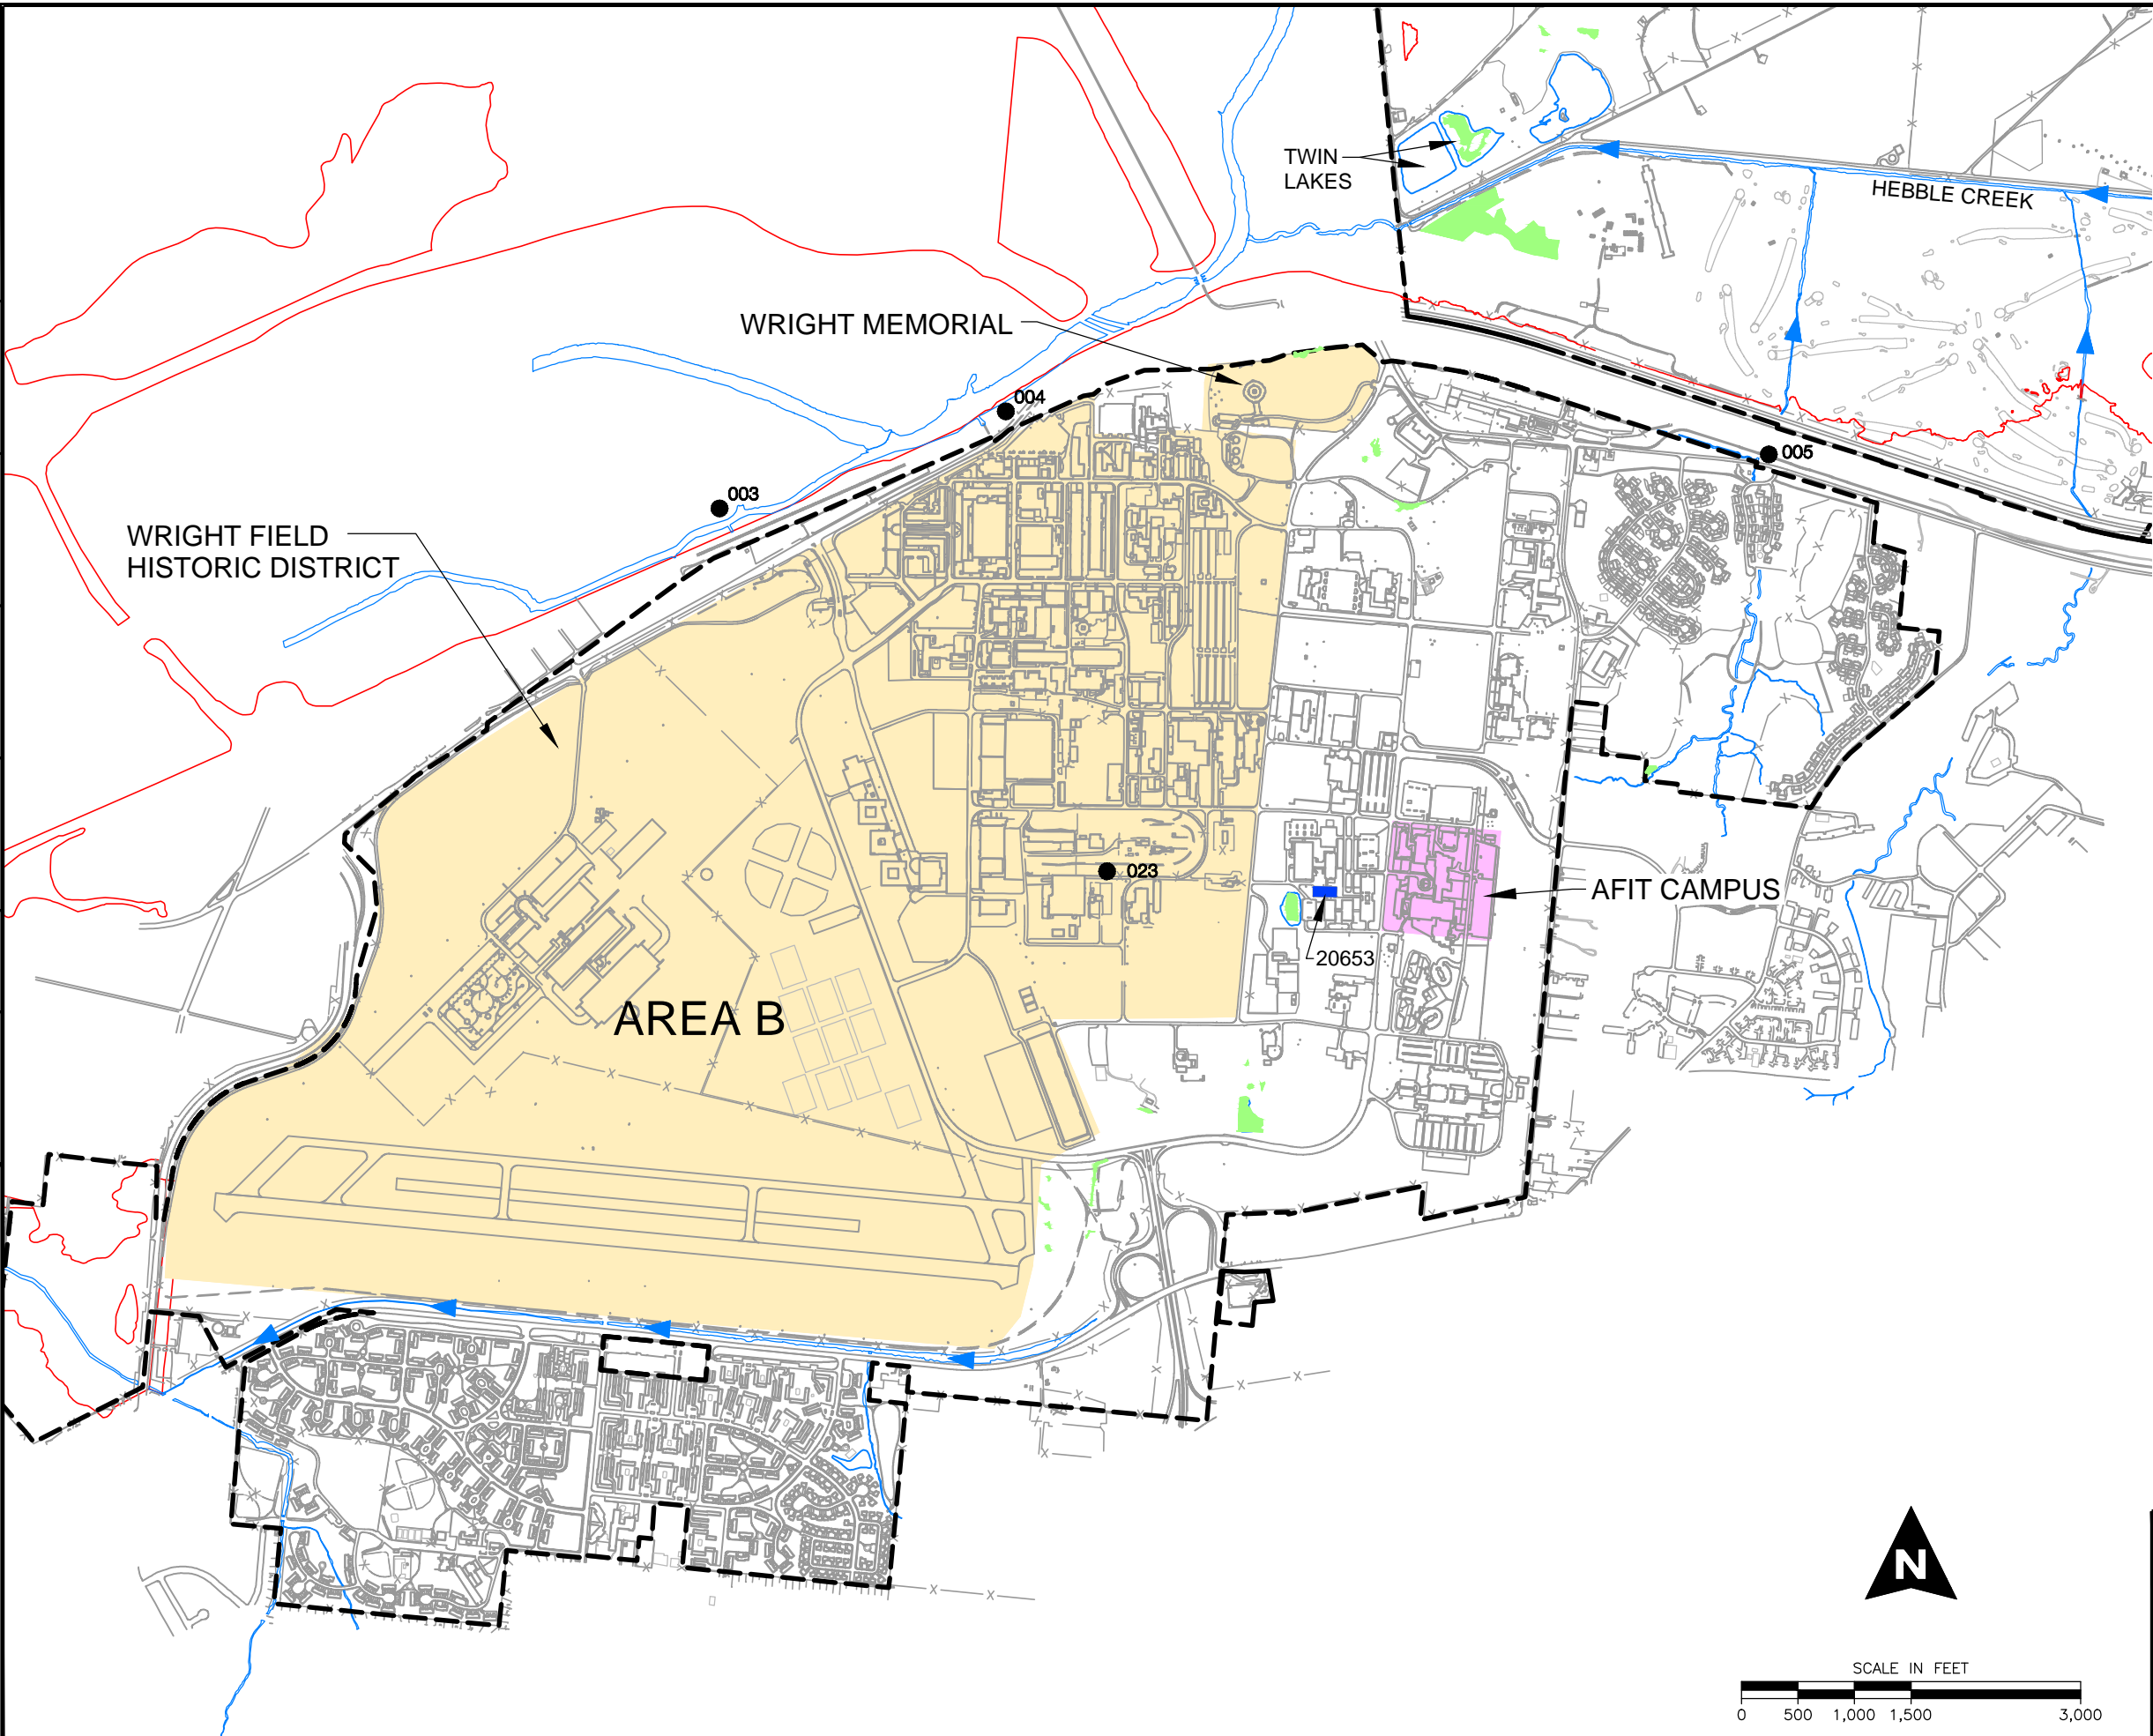 TWIN
LAKES
HEBBLE CREEK
WRIGHT MEMORIAL
004
005
003
WRIGHT FIELD
HISTORIC DISTRICT
023
AFIT CAMPUS
20653
AREA B
N
SCALE IN FEET
0 500 1,000 1,500 3,000